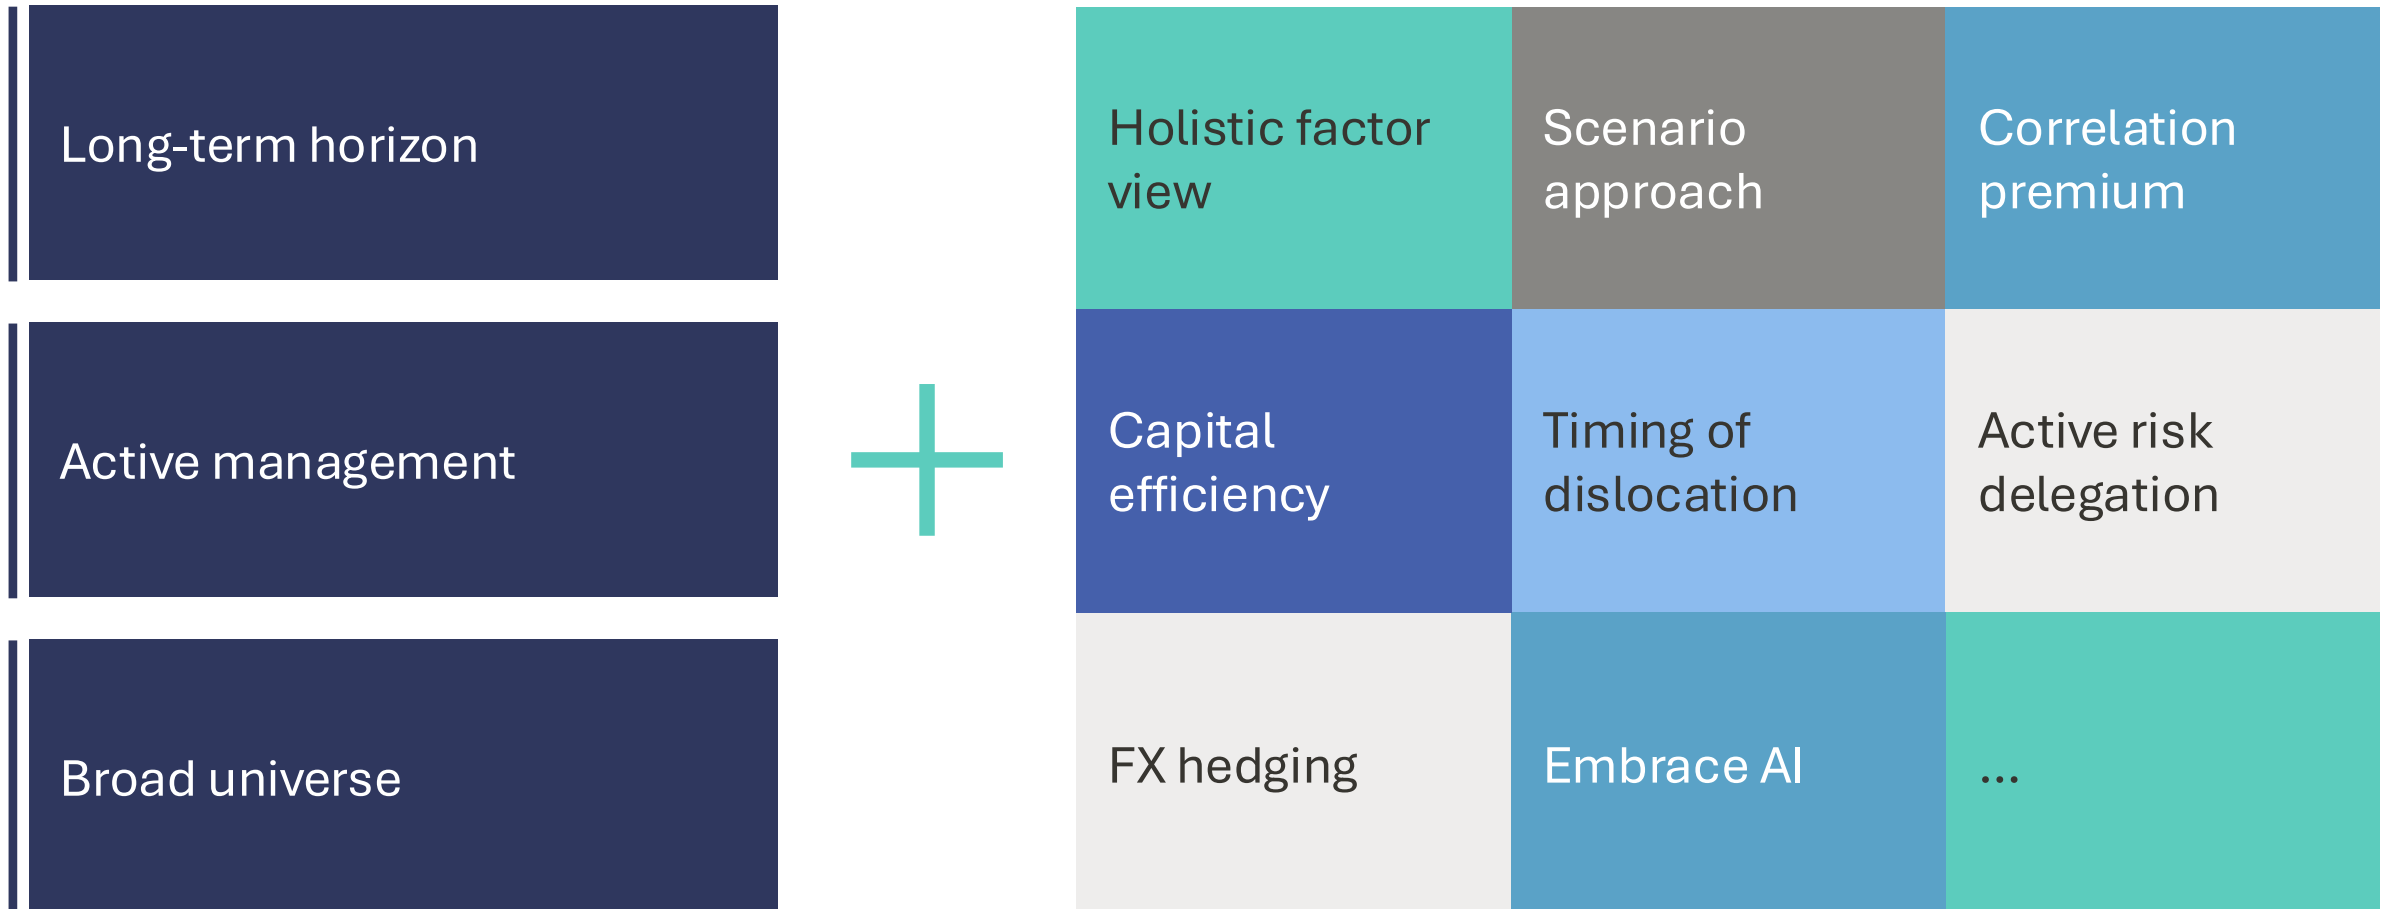 Long-term horizon
Active management
Broad universe
Holistic factor
view
Scenario
approach
Correlation
premium
Capital
efficiency
Timing of
dislocation
Active risk
delegation
FX hedging
Embrace AI
...